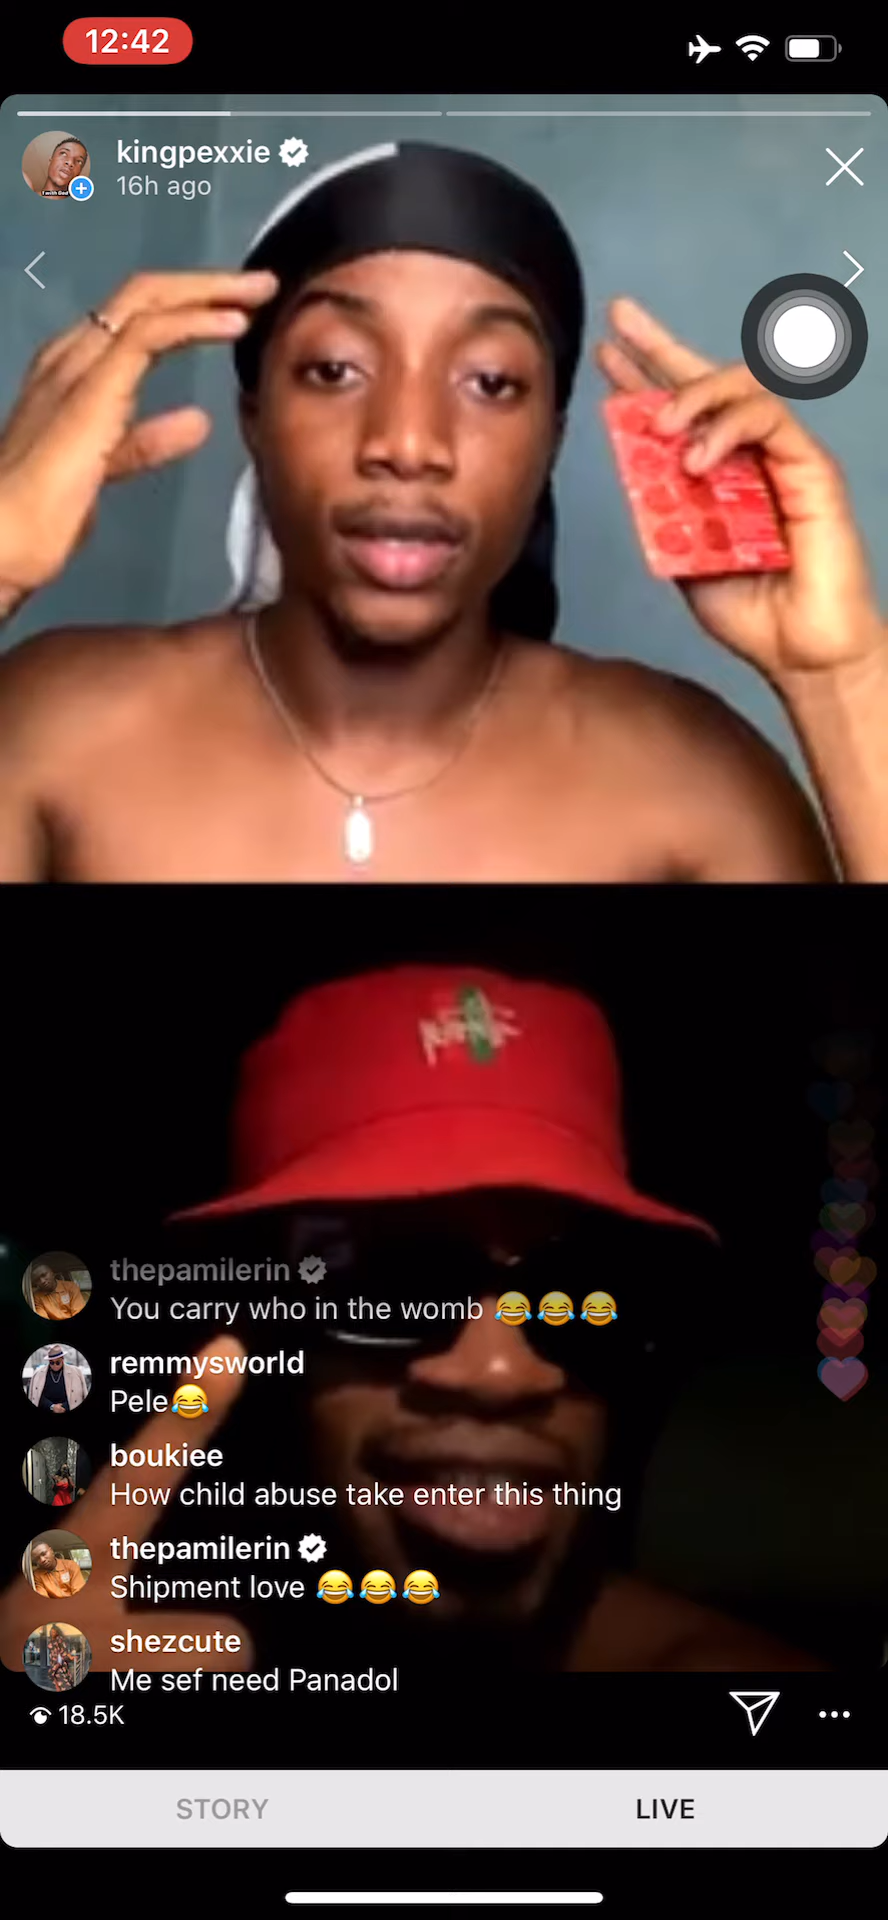 12:42
kingpexxie
16h ago
thepamilerin
You carry who in the womb 😂😂😂
remmysworld
Pele😂
boukiee
How child abuse take enter this thing
thepamilerin
Shipment love 😂😂😂
shezcute
Me sef need Panadol
18.5K
STORY
LIVE